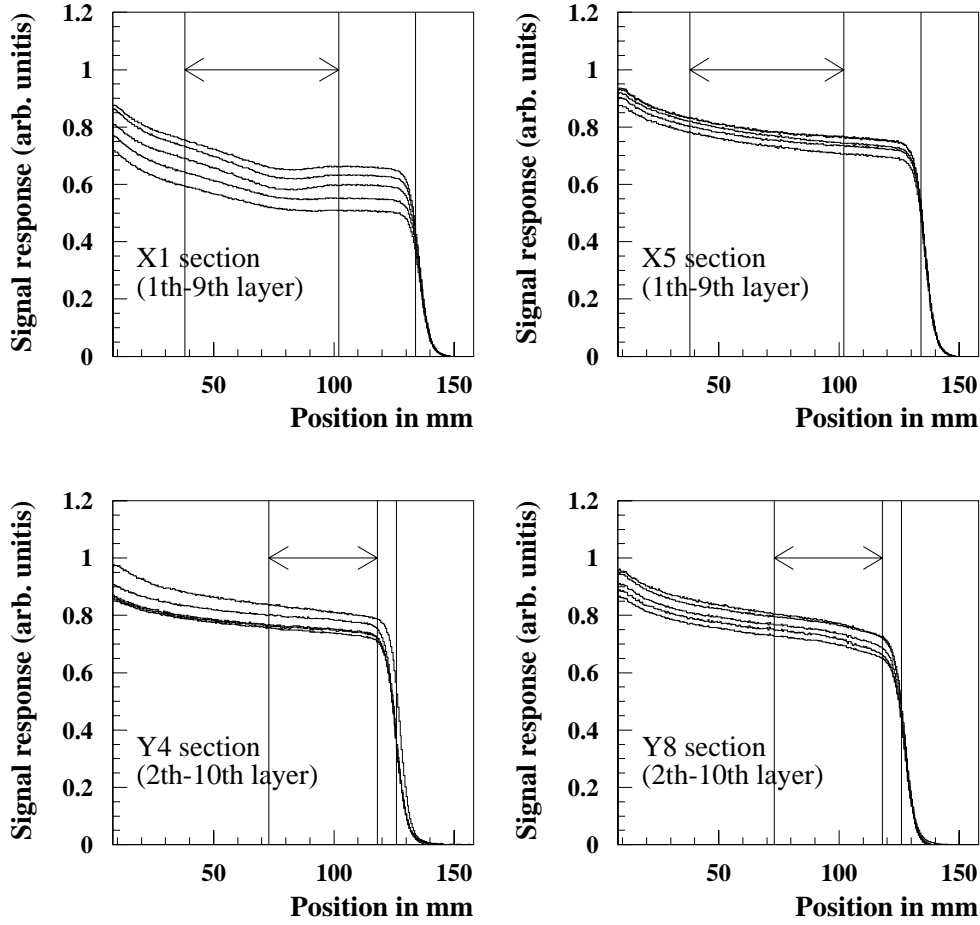 Signal response (arb. unitis)
1.2
1
0.8
0.6
0.4
0.2
0
X1 section
(1th-9th layer)
50
100
150
Position in mm
Signal response (arb. units)
1.2
1
0.8
0.6
0.4
0.2
0
X5 section
(1th-9th layer)
50
100
150
Position in mm
Signal response (arb. unitis)
1.2
1
0.8
0.6
0.4
0.2
0
Y4 section
(2th-10th layer)
50
100
150
Position in mm
Signal response (arb. units)
1.2
1
0.8
0.6
0.4
0.2
0
Y8 section
(2th-10th layer)
50
100
150
Position in mm